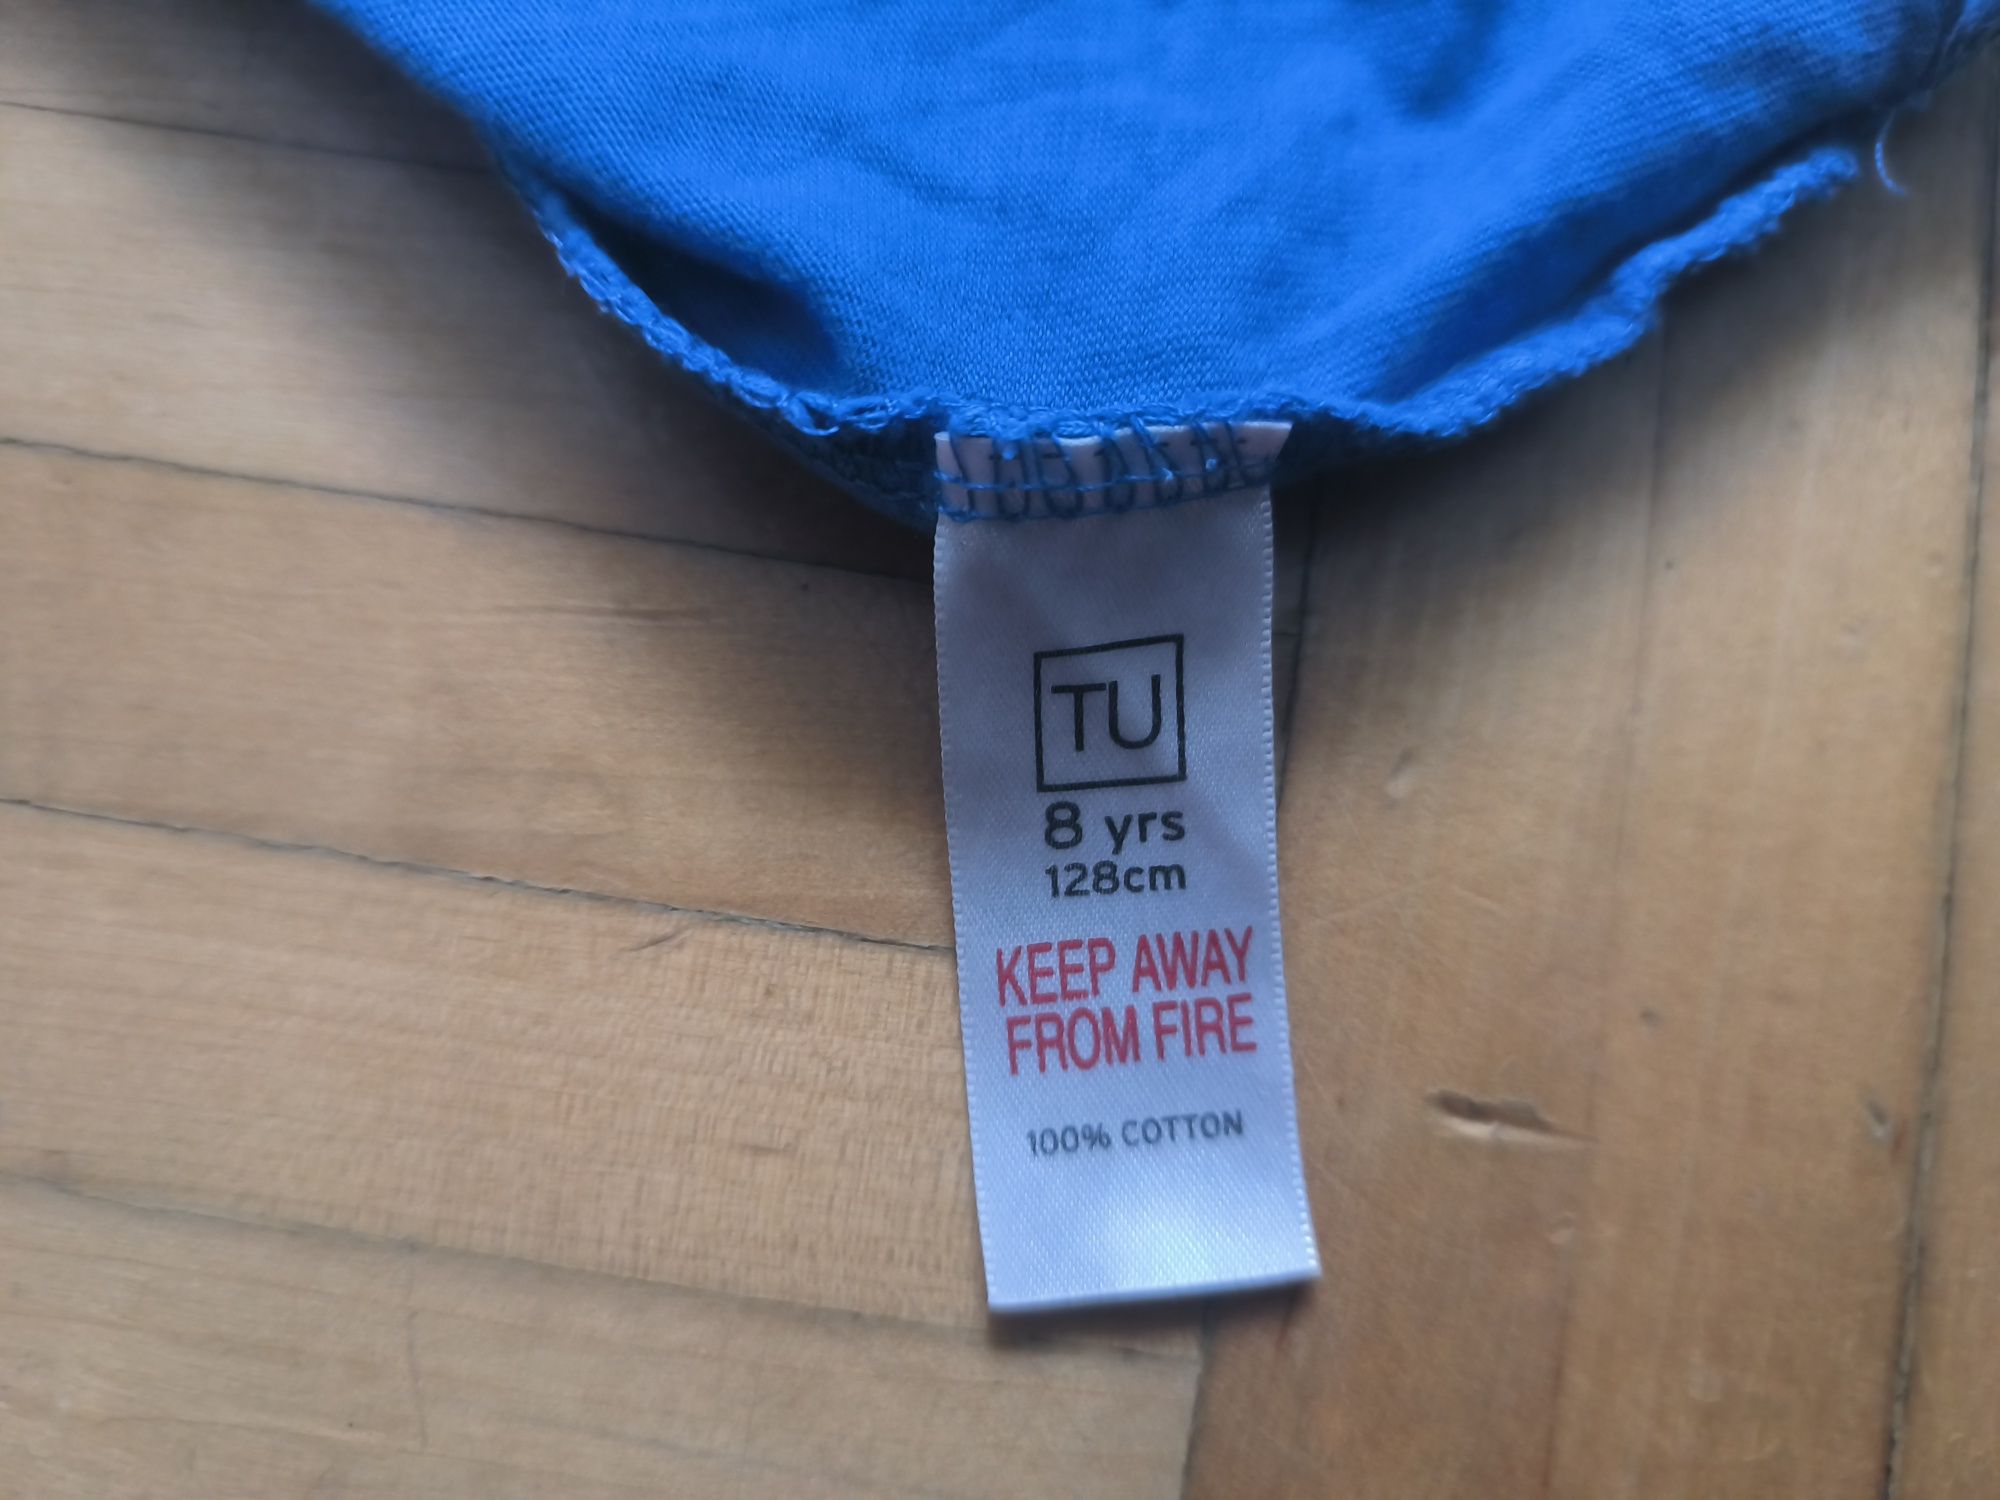 TU
8 yrs
128cm
KEEP AWAY
FROM FIRE
100% COTTON